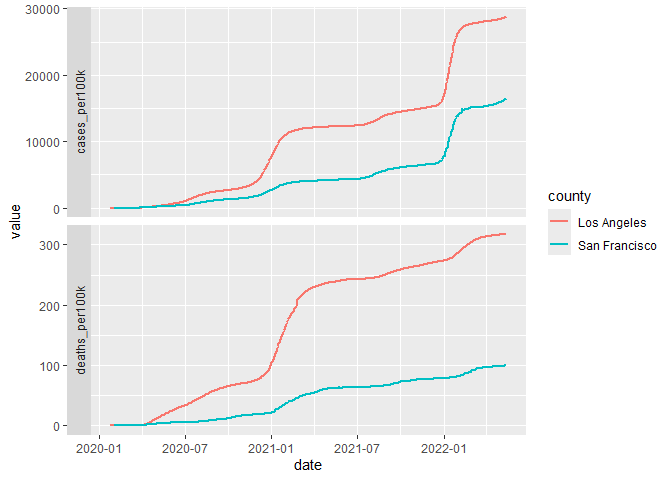 30000
20000
10000
0
cases_per100k
value
300
200
100
0
deaths_per100k
2020-01 2020-07 2021-01 2021-07 2022-01
date
county
Los Angeles
San Francisco